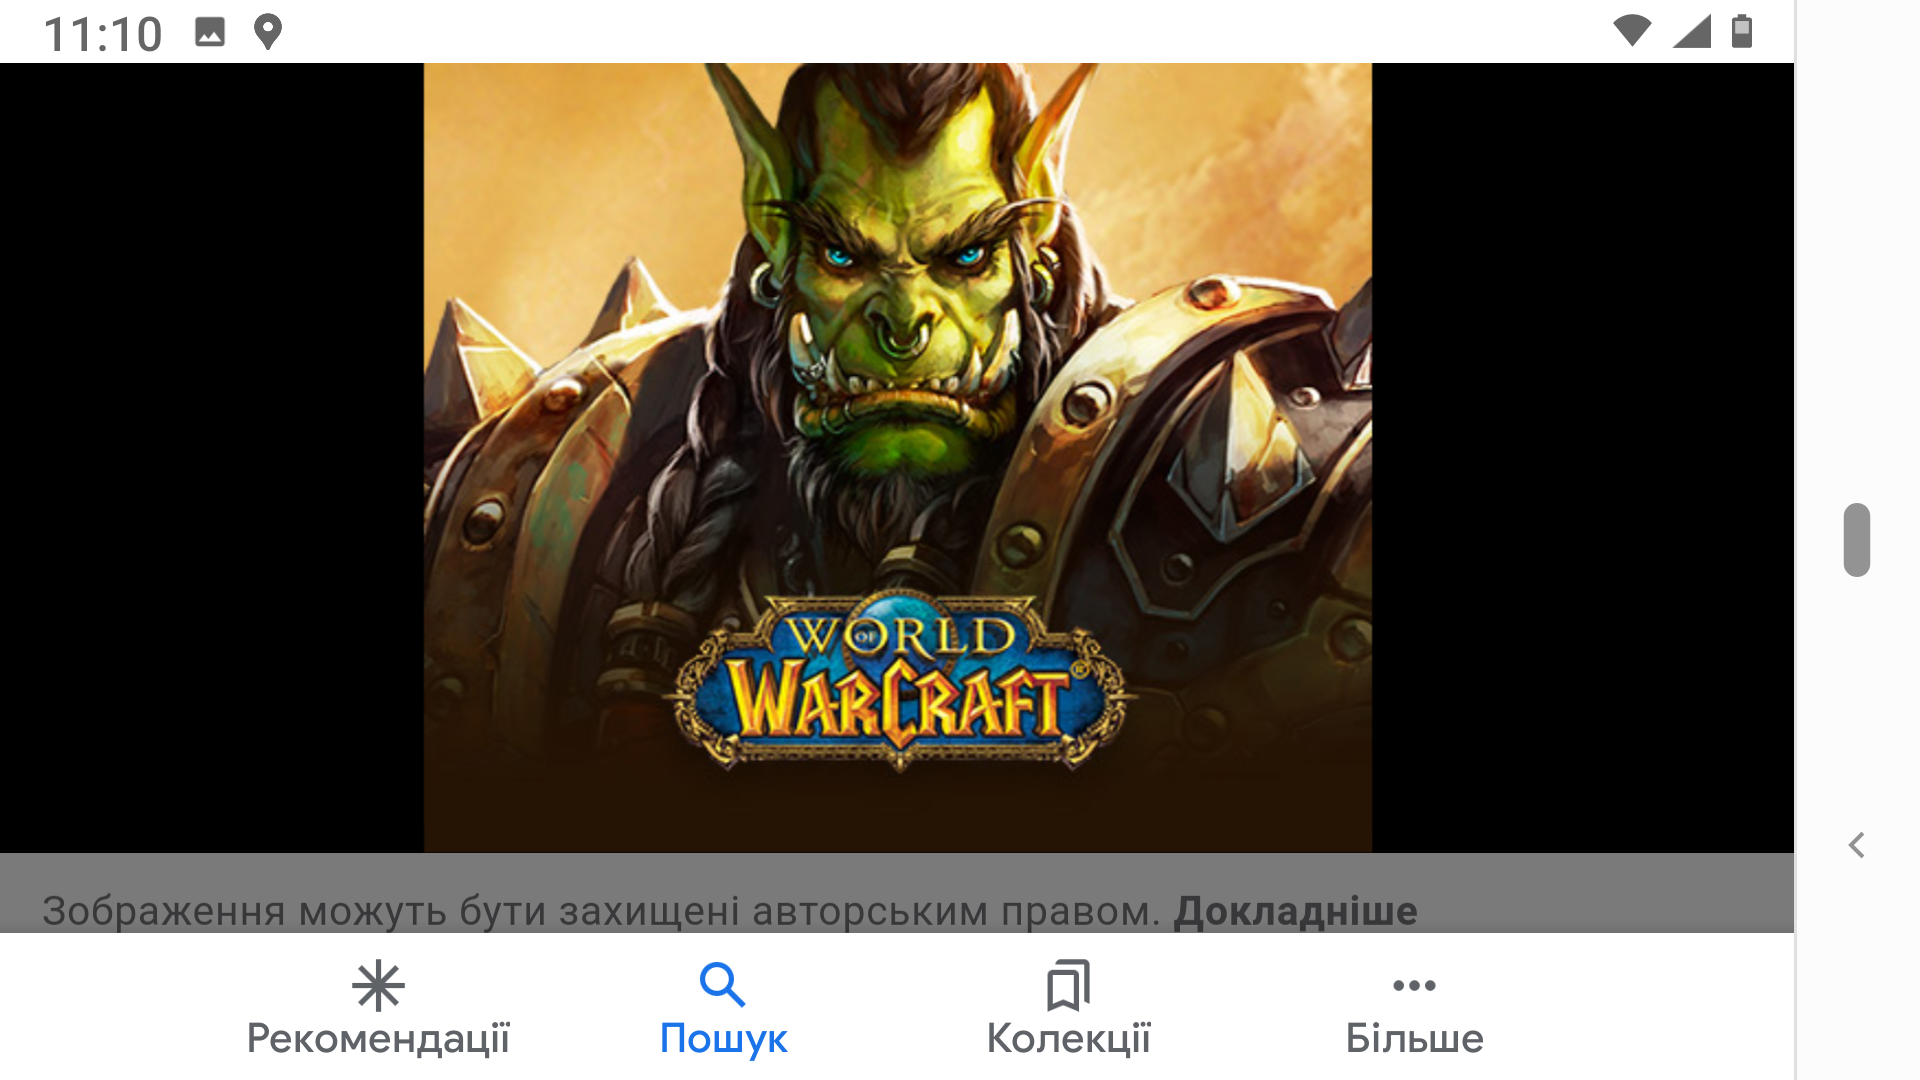 11:10
WORLD
OF
WARCRAFT®
Зображення можуть бути захищені авторським правом. Докладніше
Рекомендації
Пошук
Колекції
Більше